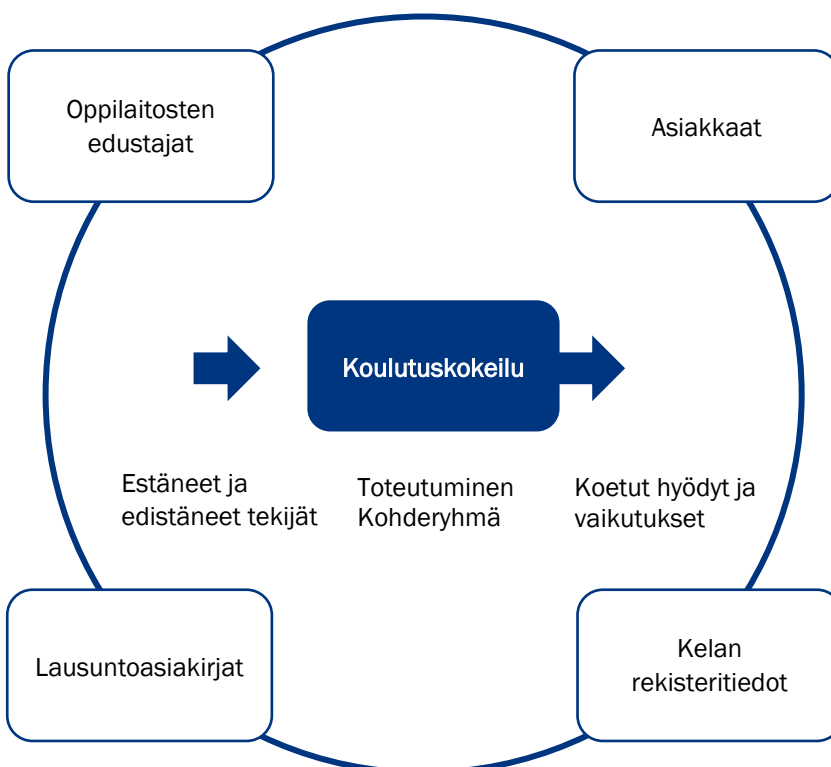 Oppilaitosten
edustajat
Asiakkaat
Koulutuskokeilu
Estäneet ja
edistäneet tekijät
Toteutuminen
Kohderyhmä
Koetut hyödyt ja
vaikutukset
Lausuntoasiakirjat
Kelan
rekisteritiedot